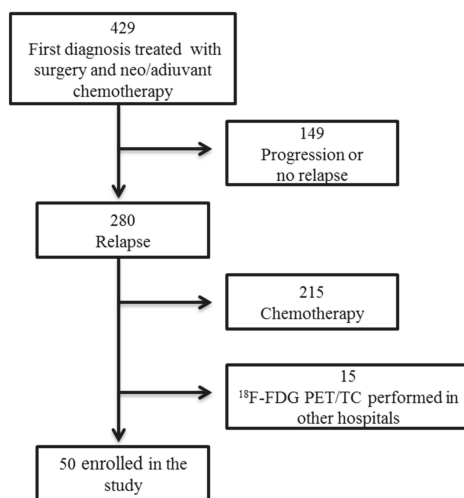 429
First diagnosis treated with
surgery and neo/adiuvant
chemotherapy
149
Progression or
no relapse
280
Relapse
215
Chemotherapy
15
¹⁸F-FDG PET/TC performed in
other hospitals
50 enrolled in the
study